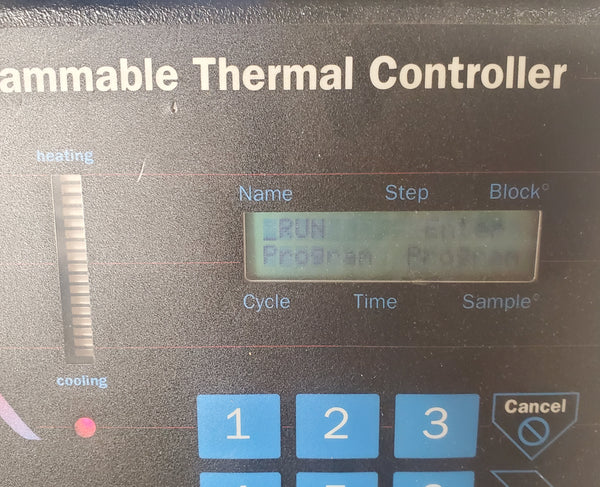 ammable Thermal Controller
heating
Name Step Block°
RUN Enter
Program Program
Cycle Time Sample°
cooling
1 2 3 Cancel